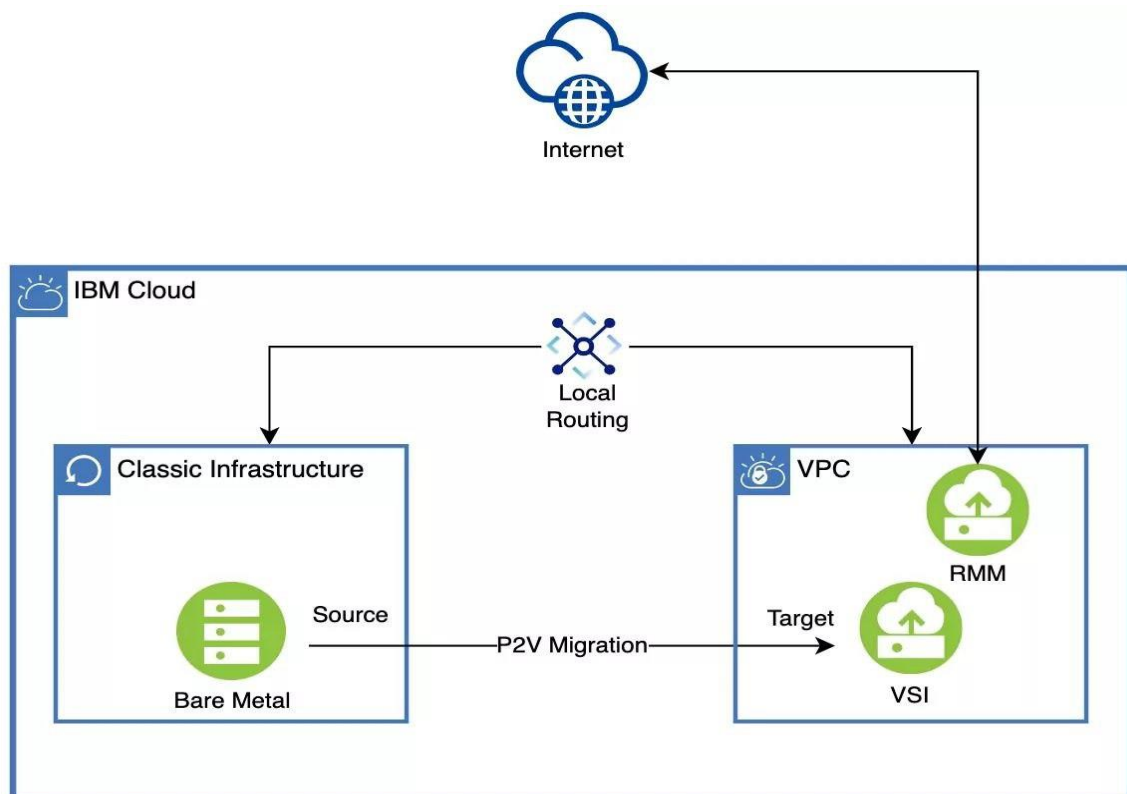 Internet
IBM Cloud
Local
Routing
Classic Infrastructure
VPC
RMM
Source
P2V Migration
Target
Bare Metal
VSI